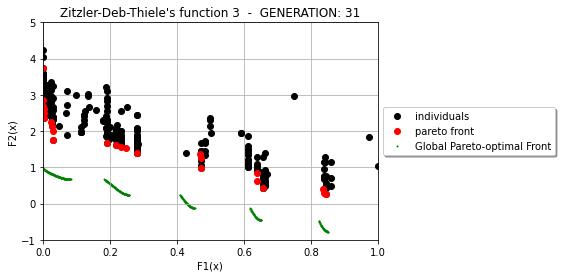 Zitzler-Deb-Thiele's function 3 - GENERATION: 31
5
4
3
2
1
0
−1
F2(x)
0.0 0.2 0.4 0.6 0.8 1.0
F1(x)
individuals
pareto front
Global Pareto-optimal Front